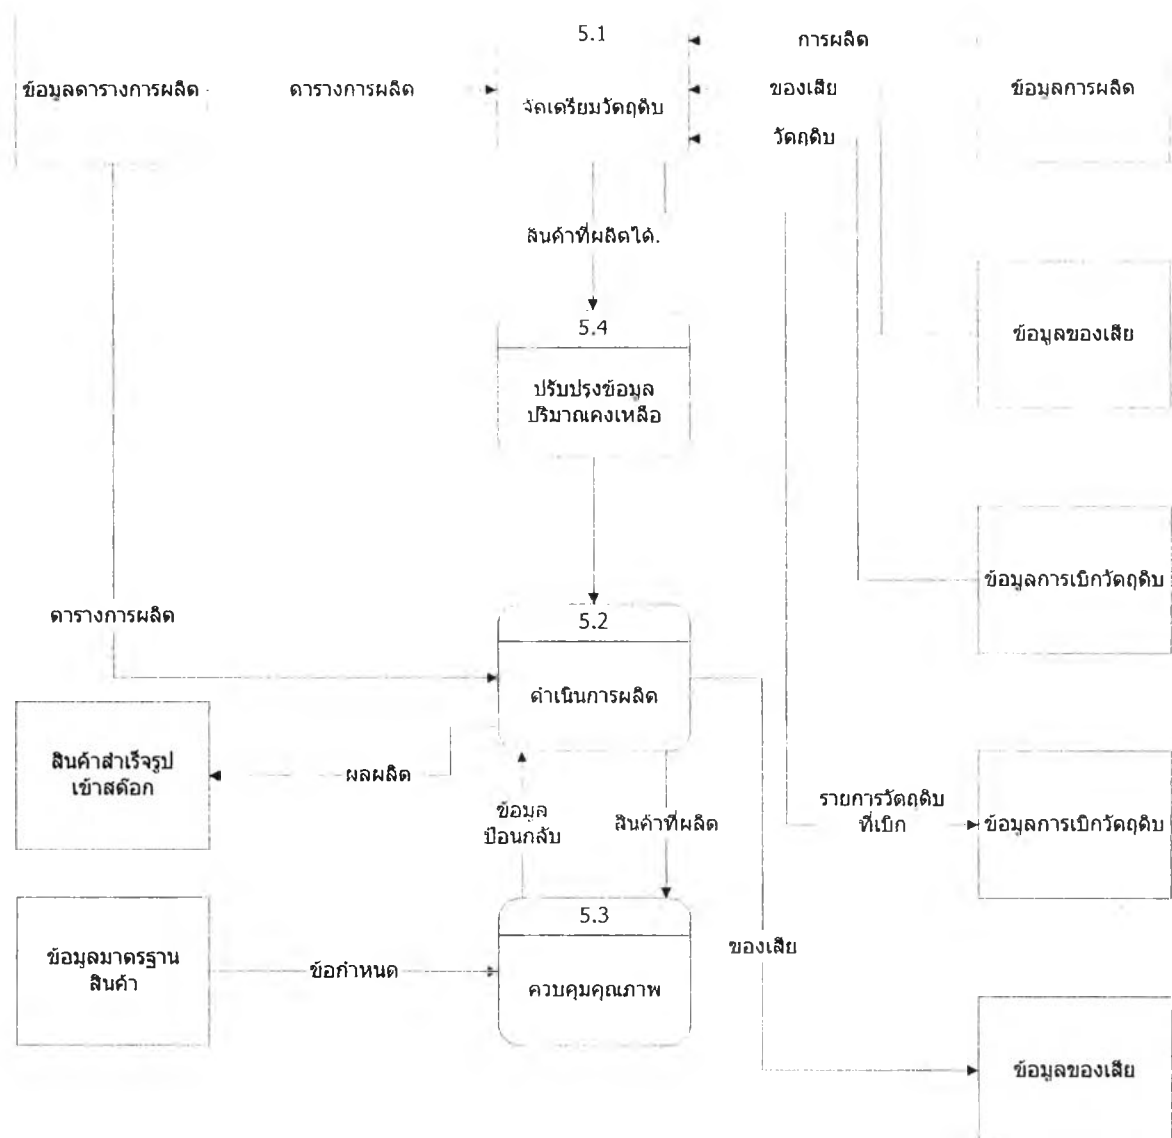 5.1
การผลิต
ข้อมูลตารางการผลิต
ตารางการผลิต
ของเสีย
ข้อมูลการผลิต
จัดเตรียมวัตถุดิบ
วัตถุดิบ
สินค้าที่ผลิตได้
5.4
ข้อมูลของเสีย
ปรับปรุงข้อมูล
ปริมาณคงเหลือ
ข้อมูลการเบิกวัตถุดิบ
ตารางการผลิต
5.2
ดำเนินการผลิต
สินค้าสำเร็จรูป
เข้าสต๊อก
ผลผลิต
ข้อมูล
ป้อนกลับ
สินค้าที่ผลิต
รายการวัตถุดิบ
ที่เบิก
ข้อมูลการเบิกวัตถุดิบ
5.3
ข้อมูลมาตรฐาน
สินค้า
ข้อกำหนด
ควบคุมคุณภาพ
ของเสีย
ข้อมูลของเสีย